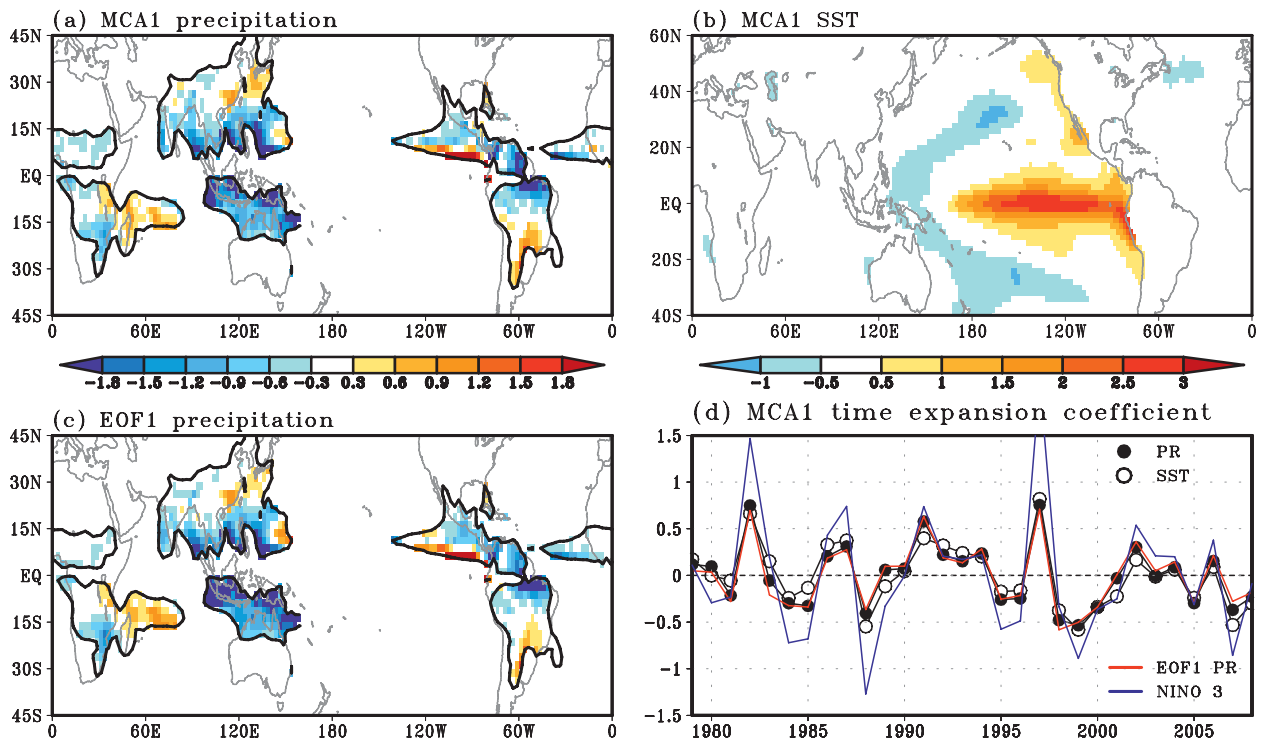 (a) MCA1 precipitation
45N
30N
15N
EQ
15S
30S
45S
0 60E 120E 180 120W 60W 0
-1.8 -1.5 -1.2 -0.9 -0.6 -0.3 0.3 0.6 0.9 1.2 1.5 1.8
(b) MCA1 SST
60N
40N
20N
EQ
20S
40S
0 60E 120E 180 120W 60W 0
-1 -0.5 0.5 1 1.5 2 2.5 3
(c) EOF1 precipitation
45N
30N
15N
EQ
15S
30S
45S
0 60E 120E 180 120W 60W 0
(d) MCA1 time expansion coefficient
1.5
1
0.5
0
-0.5
-1
-1.5
PR
SST
EOF1 PR
NINO 3
1980 1985 1990 1995 2000 2005